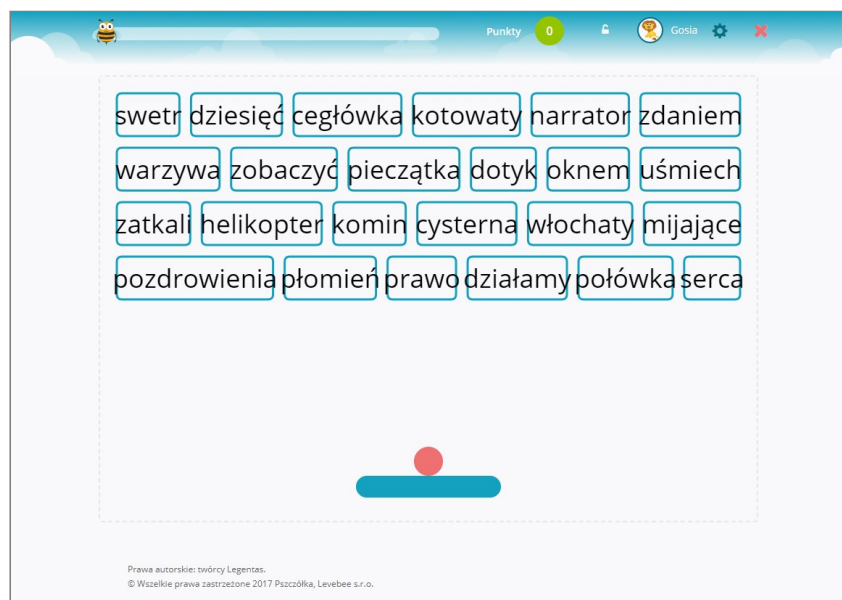 Punkty 0 Gosia
swetr dziesięć cegłówka kotowaty narrator zdaniem
warzywa zobaczyć pieczątka dotyk oknem uśmiech
zatkali helikopter komin cysterna włochaty mijające
pozdrowienia płomień prawo działamy połówka serca
Prawa autorskie: twórcy Legentas.
© Wszelkie prawa zastrzeżone 2017 Pszczółka, Levebee s.r.o.